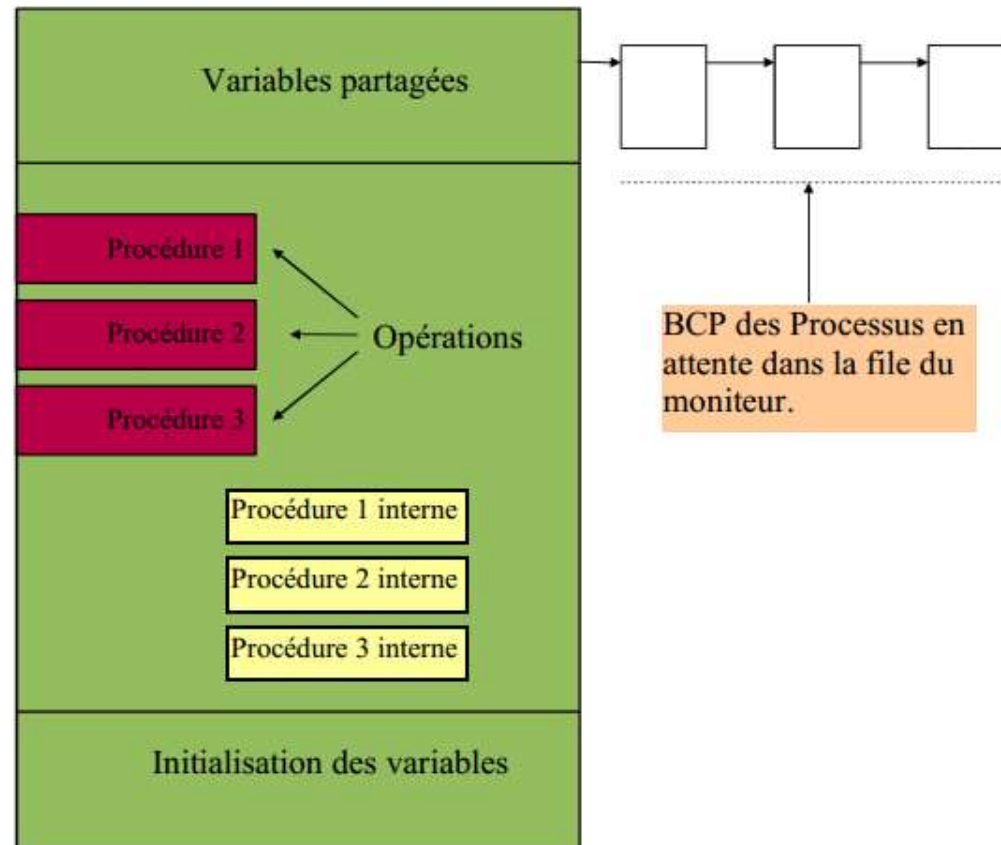 Variables partagées
Procédure 1
Procédure 2
Procédure 3
Opérations
BCP des Processus en
attente dans la file du
moniteur.
Procédure 1 interne
Procédure 2 interne
Procédure 3 interne
Initialisation des variables